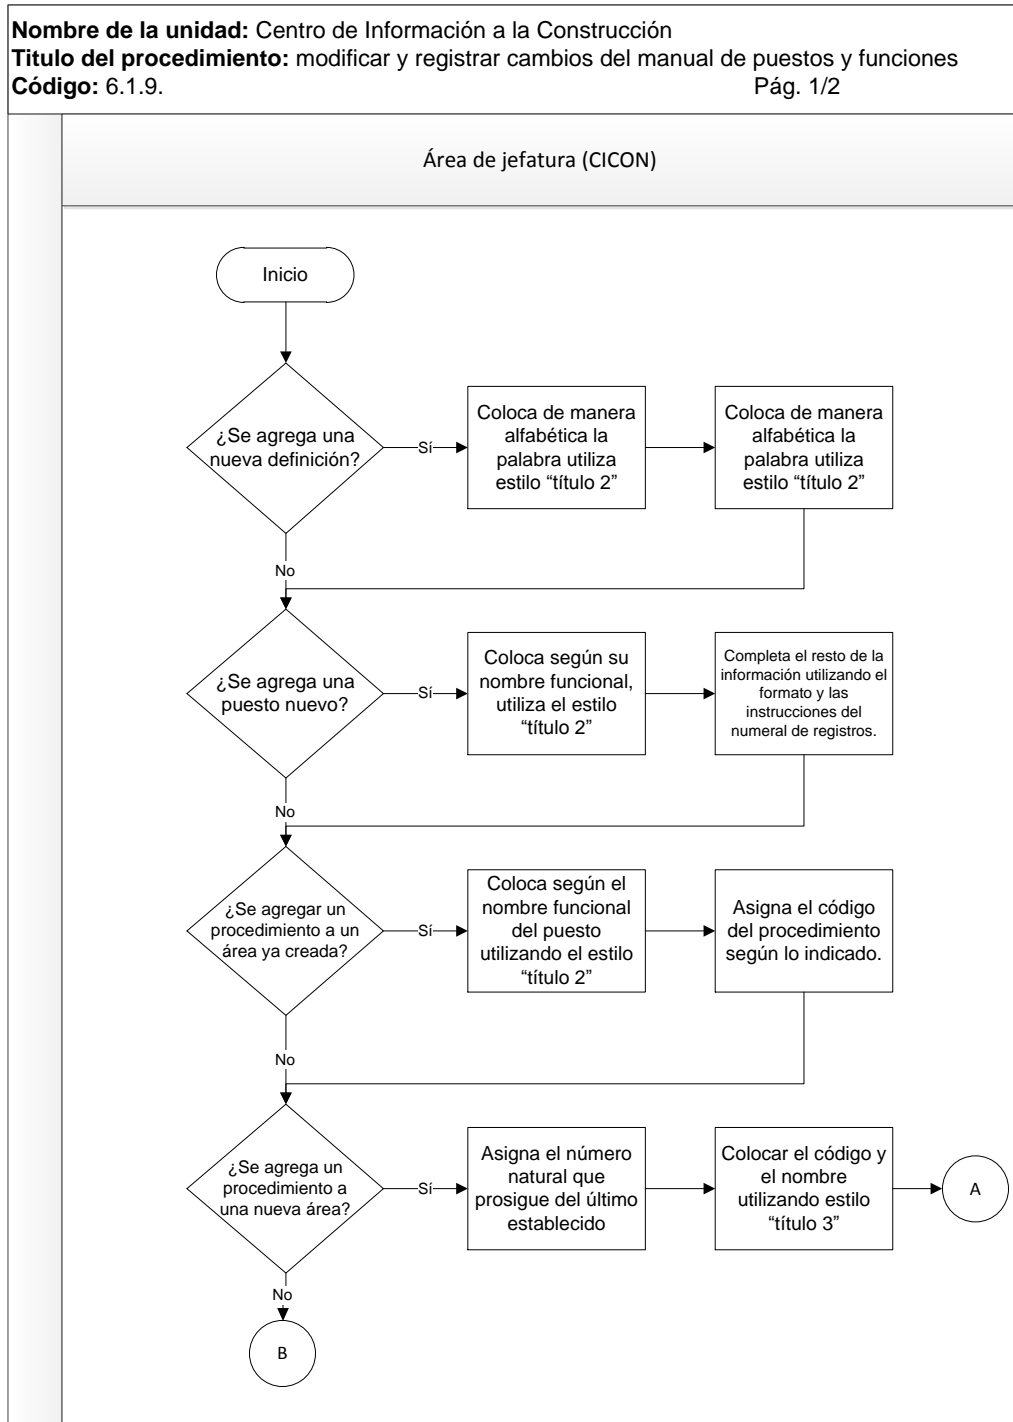 Nombre de la unidad: Centro de Información a la Construcción
Titulo del procedimiento: modificar y registrar cambios del manual de puestos y funciones
Código: 6.1.9. Pág. 1/2
Área de jefatura (CICON)
Inicio
¿Se agrega una
nueva definición?
Sí
Coloca de manera
alfabética la
palabra utiliza
estilo “título 2”
Coloca de manera
alfabética la
palabra utiliza
estilo “título 2”
No
¿Se agrega una
puesto nuevo?
Sí
Coloca según su
nombre funcional,
utiliza el estilo
“título 2”
Completa el resto de la
información utilizando el
formato y las
instrucciones del
numeral de registros.
No
¿Se agregar un
procedimiento a un
área ya creada?
Sí
Coloca según el
nombre funcional
del puesto
utilizando el estilo
“título 2”
Asigna el código
del procedimiento
según lo indicado.
No
¿Se agrega un
procedimiento a
una nueva área?
Sí
Asigna el número
natural que
prosigue del último
establecido
Colocar el código y
el nombre
utilizando estilo
“título 3”
A
No
B